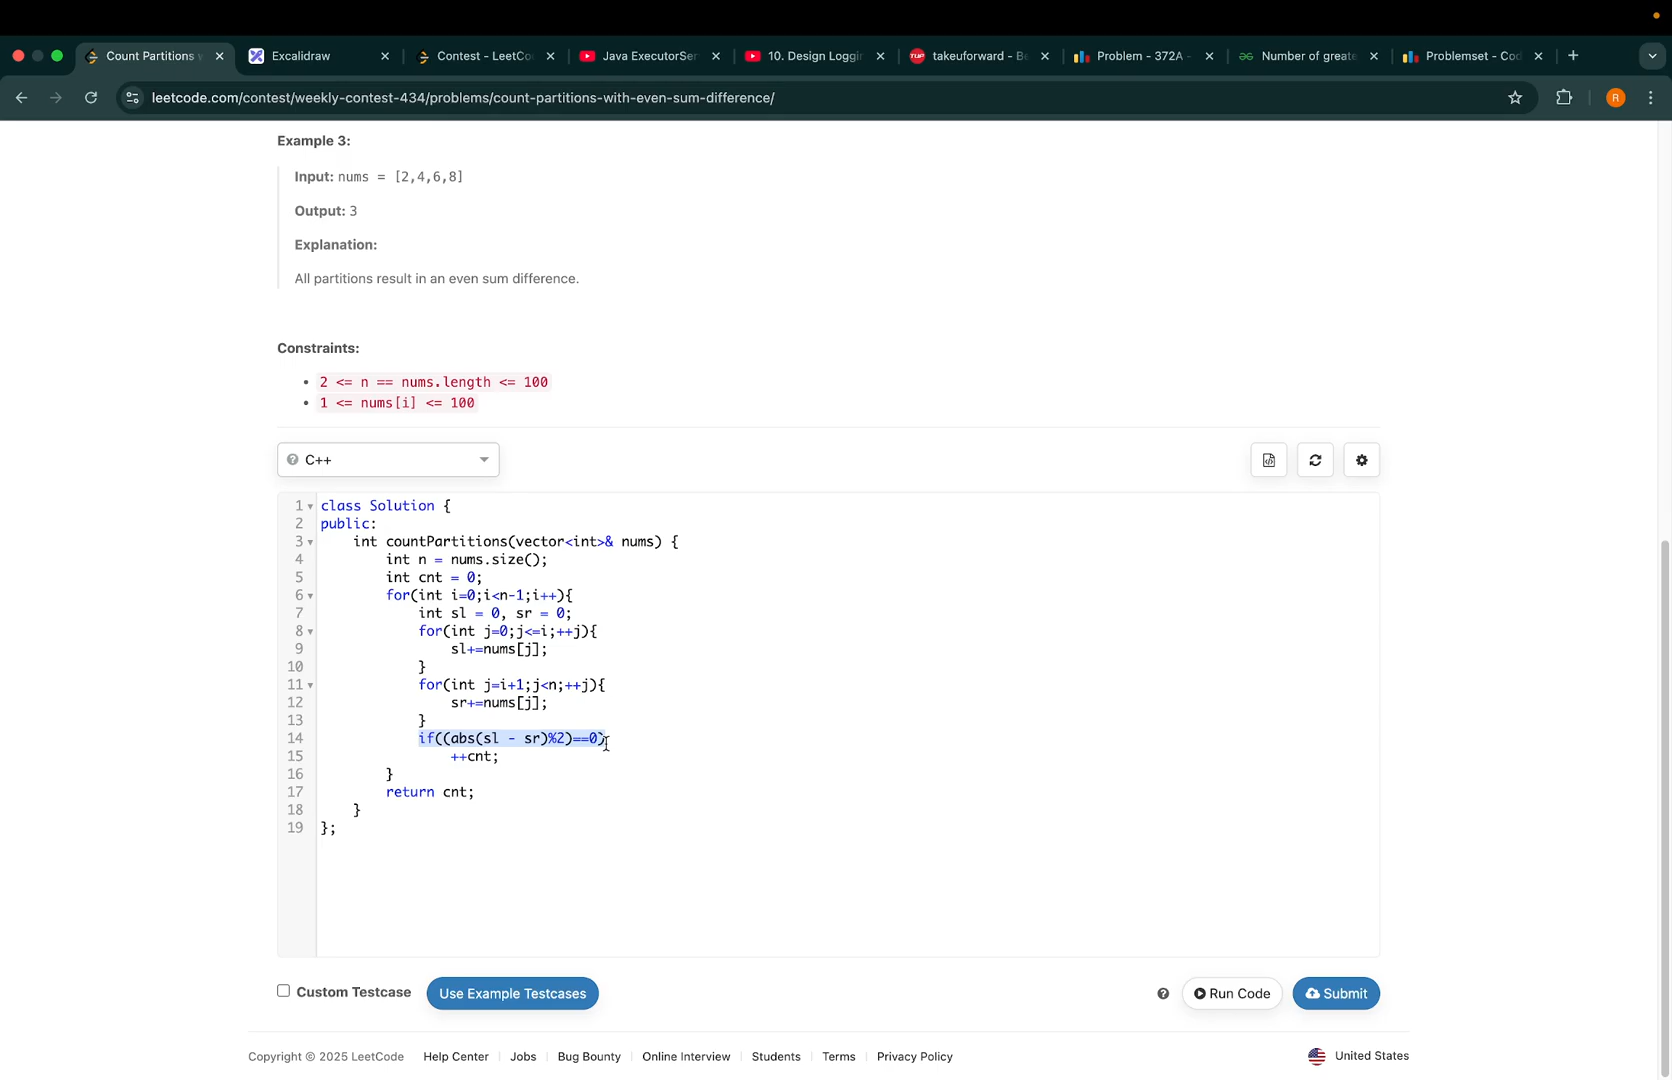 Count Partitions w
Excalidraw
Contest - LeetCo
Java ExecutorSer
10. Design Loggin
takeuforward - Be
Problem - 372A -
Number of greate
Problemset - Cod
leetcode.com/contest/weekly-contest-434/problems/count-partitions-with-even-sum-difference/
R
Example 3:
Input: nums = [2,4,6,8]
Output: 3
Explanation:
All partitions result in an even sum difference.
Constraints:
2 <= n == nums.length <= 100
1 <= nums[i] <= 100
C++
1 class Solution {
2 public:
3 int countPartitions(vector<int>& nums) {
4 int n = nums.size();
5 int cnt = 0;
6 for(int i=0;i<n-1;i++){
7 int sl = 0, sr = 0;
8 for(int j=0;j<=i;++j){
9 sl+=nums[j];
10 }
11 for(int j=i+1;j<n;++j){
12 sr+=nums[j];
13 }
14 if((abs(sl - sr)%2)==0)
15 ++cnt;
16 }
17 return cnt;
18 }
19 };
Custom Testcase
Use Example Testcases
Run Code
Submit
Copyright © 2025 LeetCode Help Center Jobs Bug Bounty Online Interview Students Terms Privacy Policy United States